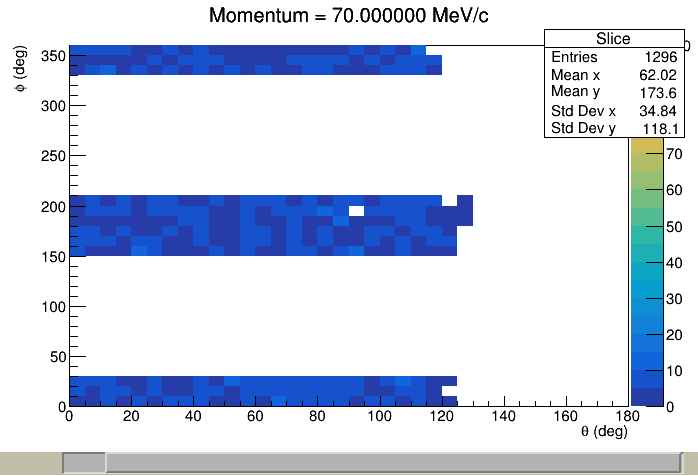 Momentum = 70.000000 MeV/c
Slice
Entries 1296
Mean x 62.02
Mean y 173.6
Std Dev x 34.84
Std Dev y 118.1
φ (deg)
350
300
250
200
150
100
50
0
0 20 40 60 80 100 120 140 160 180
θ (deg)
0
70
60
50
40
30
20
10
0